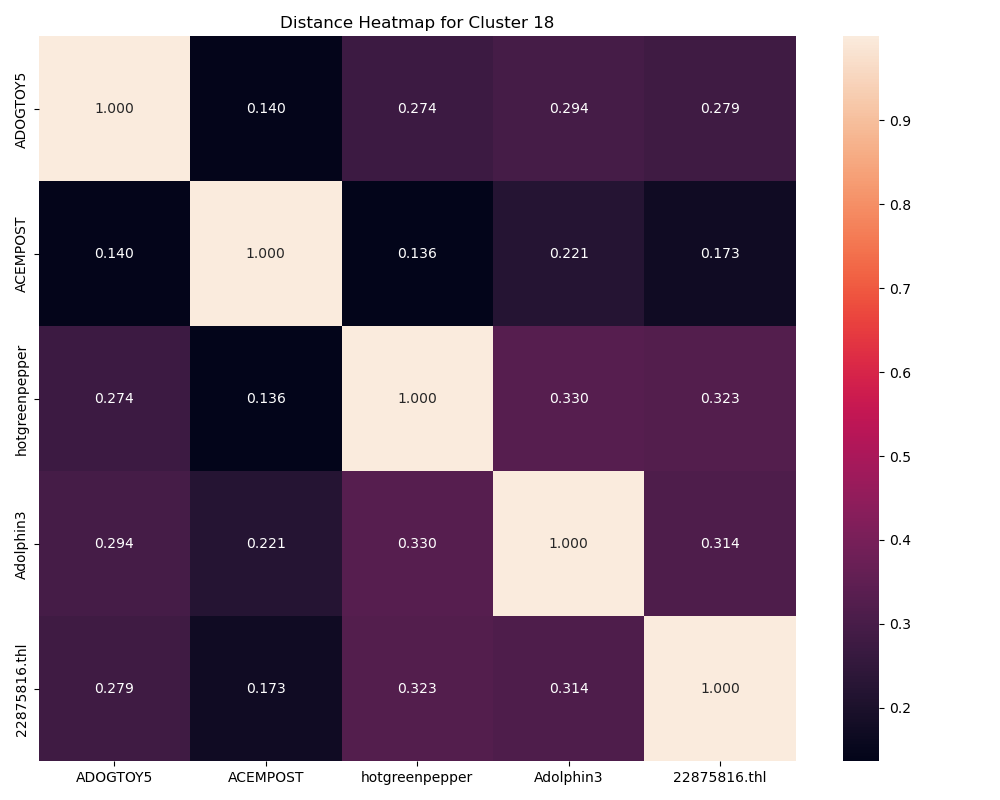 Distance Heatmap for Cluster 18
ADOGTOY5 1.000 0.140 0.274 0.294 0.279
ACEMPOST 0.140 1.000 0.136 0.221 0.173
hotgreenpepper 0.274 0.136 1.000 0.330 0.323
Adolphin3 0.294 0.221 0.330 1.000 0.314
22875816.thl 0.279 0.173 0.323 0.314 1.000
ADOGTOY5 ACEMPOST hotgreenpepper Adolphin3 22875816.thl
0.9
0.8
0.7
0.6
0.5
0.4
0.3
0.2